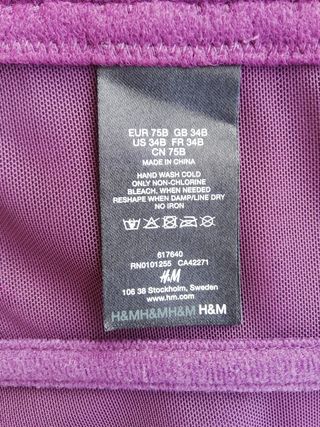 EUR 75B GB 34B
US 34B FR 34B
CN 75B
MADE IN CHINA
HAND WASH COLD
ONLY NON-CHLORINE
BLEACH, WHEN NEEDED
RESHAPE WHEN DAMP/LINE DRY
NO IRON
617640
RN0101255 CA42271
H&M
106 38 Stockholm, Sweden
www.hm.com
H&MH&MH&M H&M